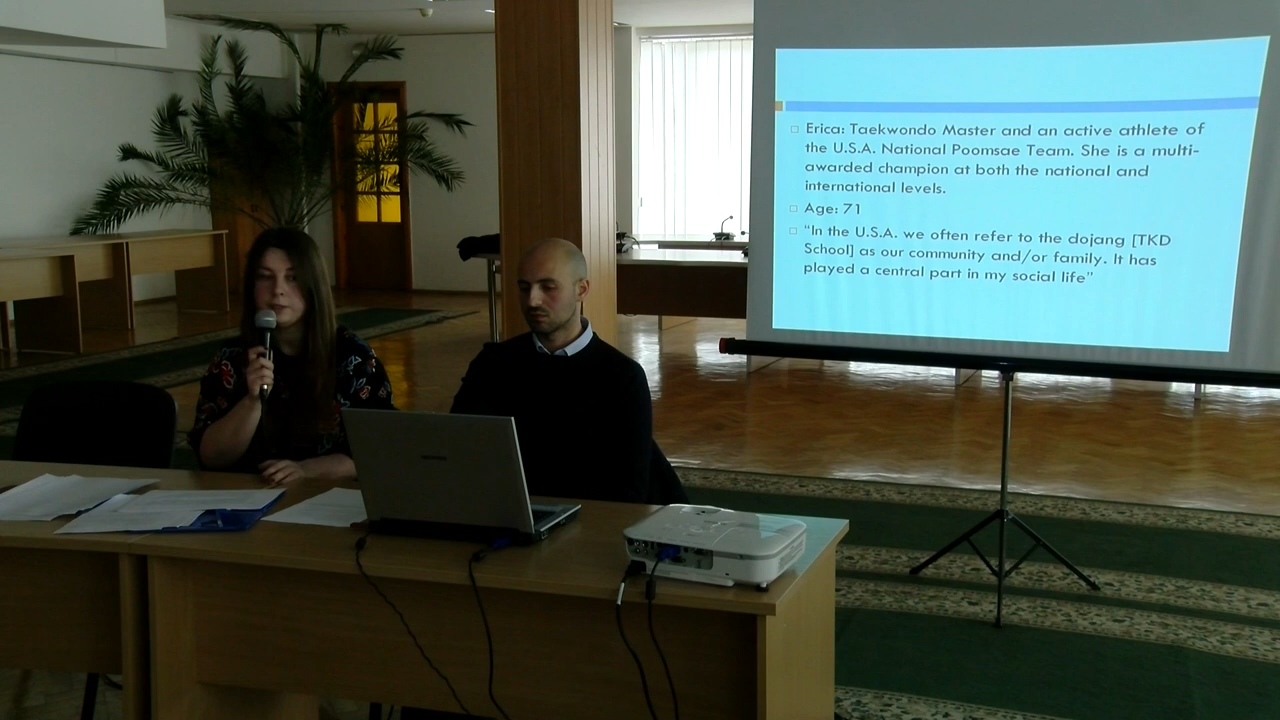 Erica: Taekwondo Master and an active athlete of
the U.S.A. National Poomsae Team. She is a multi-
awarded champion at both the national and
international levels.
Age: 71
“In the U.S.A. we often refer to the dojang [TKD
School] as our community and/or family. It has
played a central part in my social life”